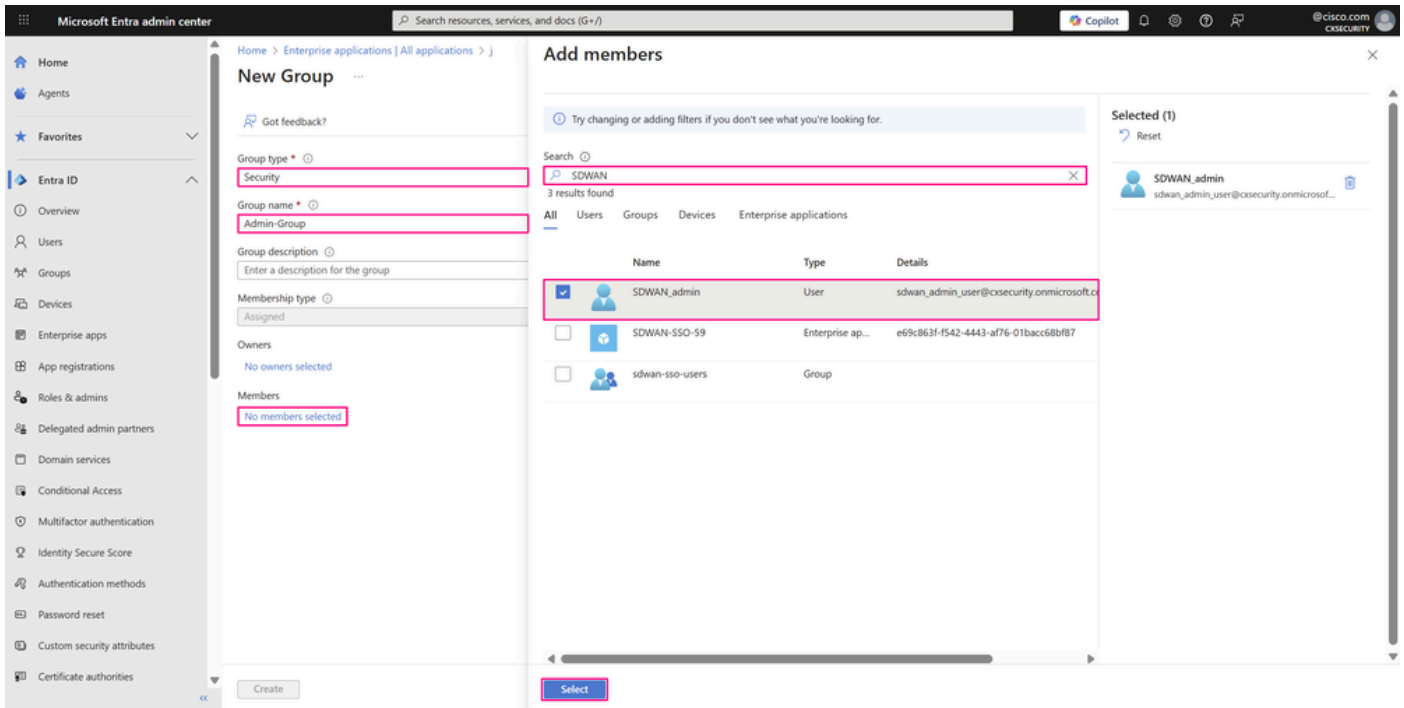 Microsoft Entra admin center
Search resources, services, and docs (G+/)
Copilot
@cisco.com
CXSECURITY
Home
Agents
Favorites
Entra ID
Overview
Users
Groups
Devices
Enterprise apps
App registrations
Roles & admins
Delegated admin partners
Domain services
Conditional Access
Multifactor authentication
Identity Secure Score
Authentication methods
Password reset
Custom security attributes
Certificate authorities
Home > Enterprise applications | All applications > j
New Group ...
Got feedback?
Group type *
Security
Group name *
Admin-Group
Group description
Enter a description for the group
Membership type
Assigned
Owners
No owners selected
Members
No members selected
Create
Add members
Try changing or adding filters if you don't see what you're looking for.
Search
SDWAN
3 results found
All Users Groups Devices Enterprise applications
Name Type Details
SDWAN_admin User sdwan_admin_user@cxsecurity.onmicrosoft.c
SDWAN-SSO-59 Enterprise ap... e69c863f-f542-4443-af76-01bacc68bf87
sdwan-sso-users Group
Select
Selected (1)
Reset
SDWAN_admin
sdwan_admin_user@cxsecurity.onmicrosof...